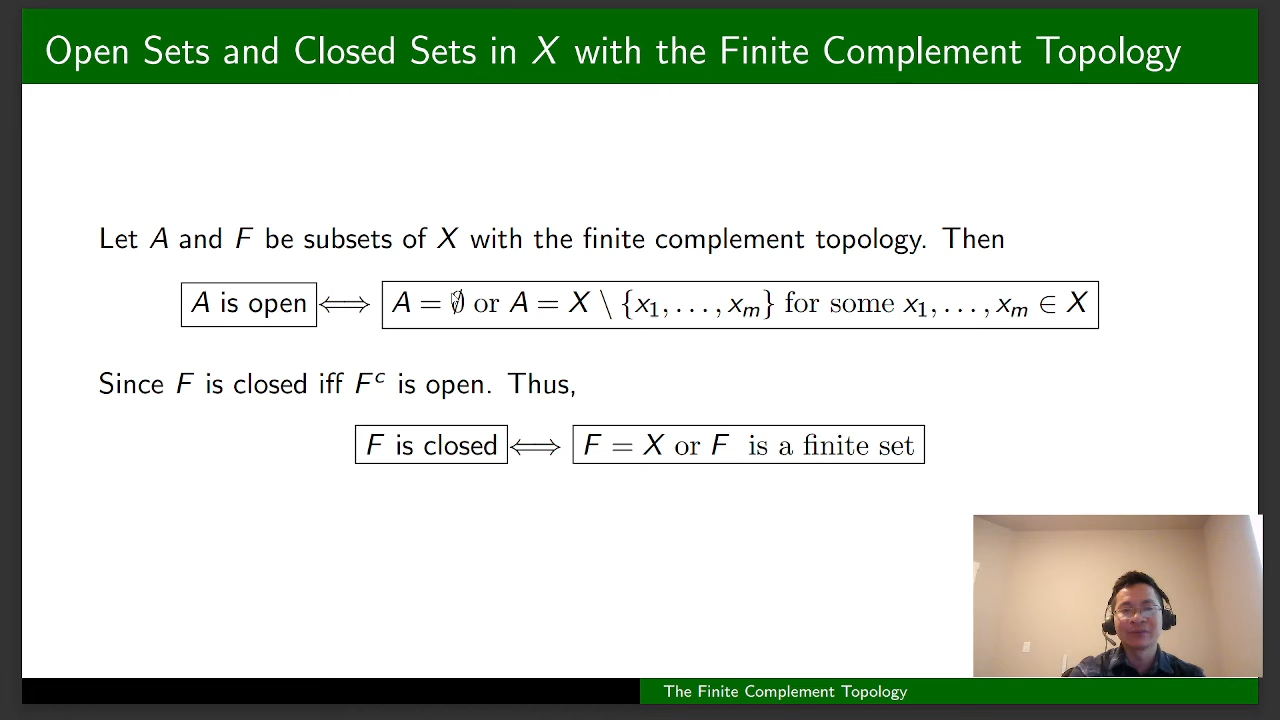 Open Sets and Closed Sets in X with the Finite Complement Topology
Let A and F be subsets of X with the finite complement topology. Then
A is open ⟺ A = ∅ or A = X \ {x₁, . . . , xₘ} for some x₁, . . . , xₘ ∈ X
Since F is closed iff Fᶜ is open. Thus,
F is closed ⟺ F = X or F is a finite set
The Finite Complement Topology